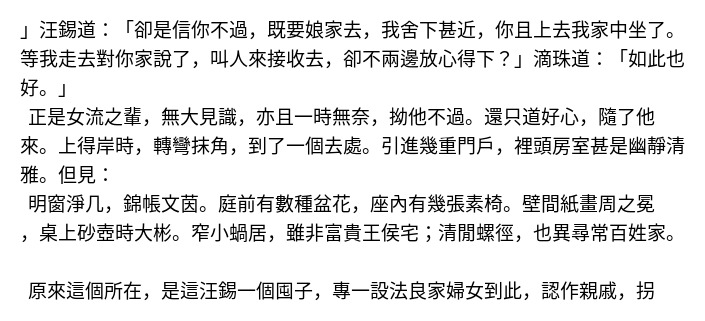 」汪錫道：「卻是信你不過，既要娘家去，我舍下甚近，你且上去我家中坐了。
等我走去對你家說了，叫人來接收去，卻不兩邊放心得下？」滴珠道：「如此也
好。」
正是女流之輩，無大見識，亦且一時無奈，拗他不過。還只道好心，隨了他
來。上得岸時，轉彎抹角，到了一個去處。引進幾重門戶，裡頭房室甚是幽靜清
雅。但見：
明窗淨几，錦帳文茵。庭前有數種盆花，座內有幾張素椅。壁間紙畫周之冕
，桌上砂壺時大彬。窄小蝸居，雖非富貴王侯宅；清閒螺徑，也異尋常百姓家。
原來這個所在，是這汪錫一個囤子，專一設法良家婦女到此，認作親戚，拐